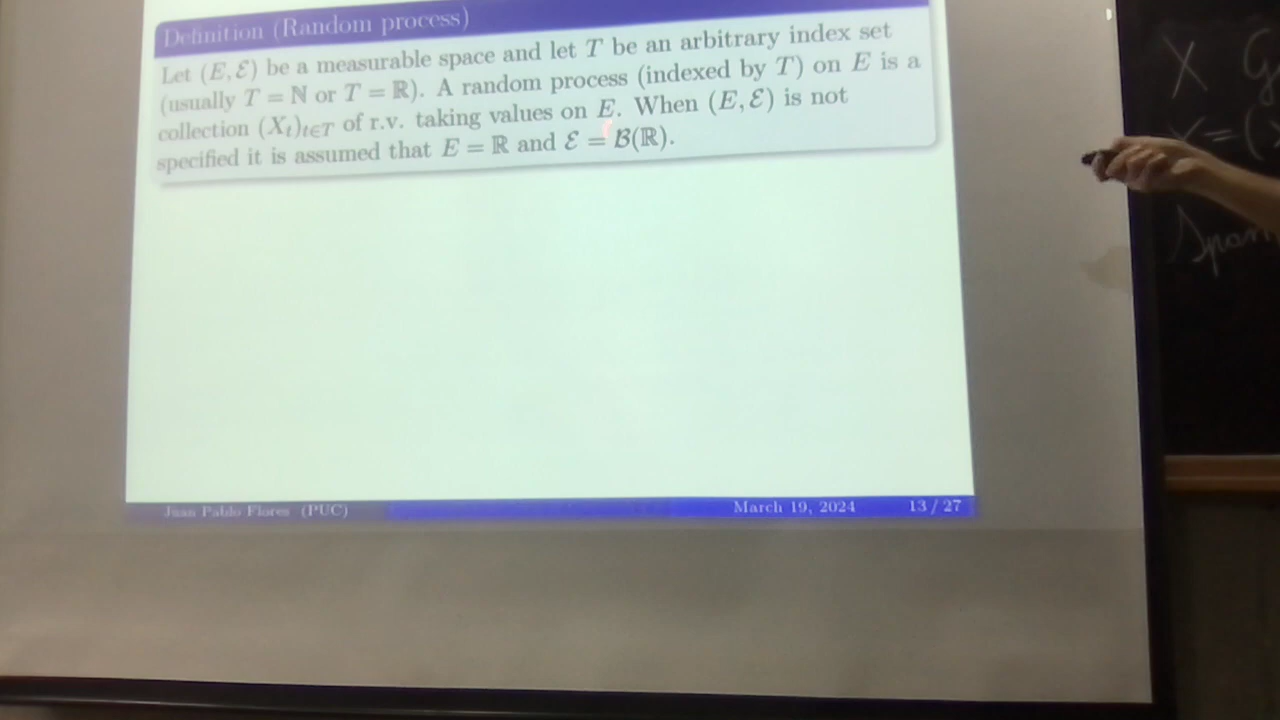 Definition (Random process)
Let (E, ℰ) be a measurable space and let T be an arbitrary index set
(usually T = ℕ or T = ℝ). A random process (indexed by T) on E is a
collection (Xₜ)ₜ∈T of r.v. taking values on E. When (E, ℰ) is not
specified it is assumed that E = ℝ and ℰ = ℬ(ℝ).
Juan Pablo Flores (PUC) March 19, 2024 13 / 27
X G
= (
Span